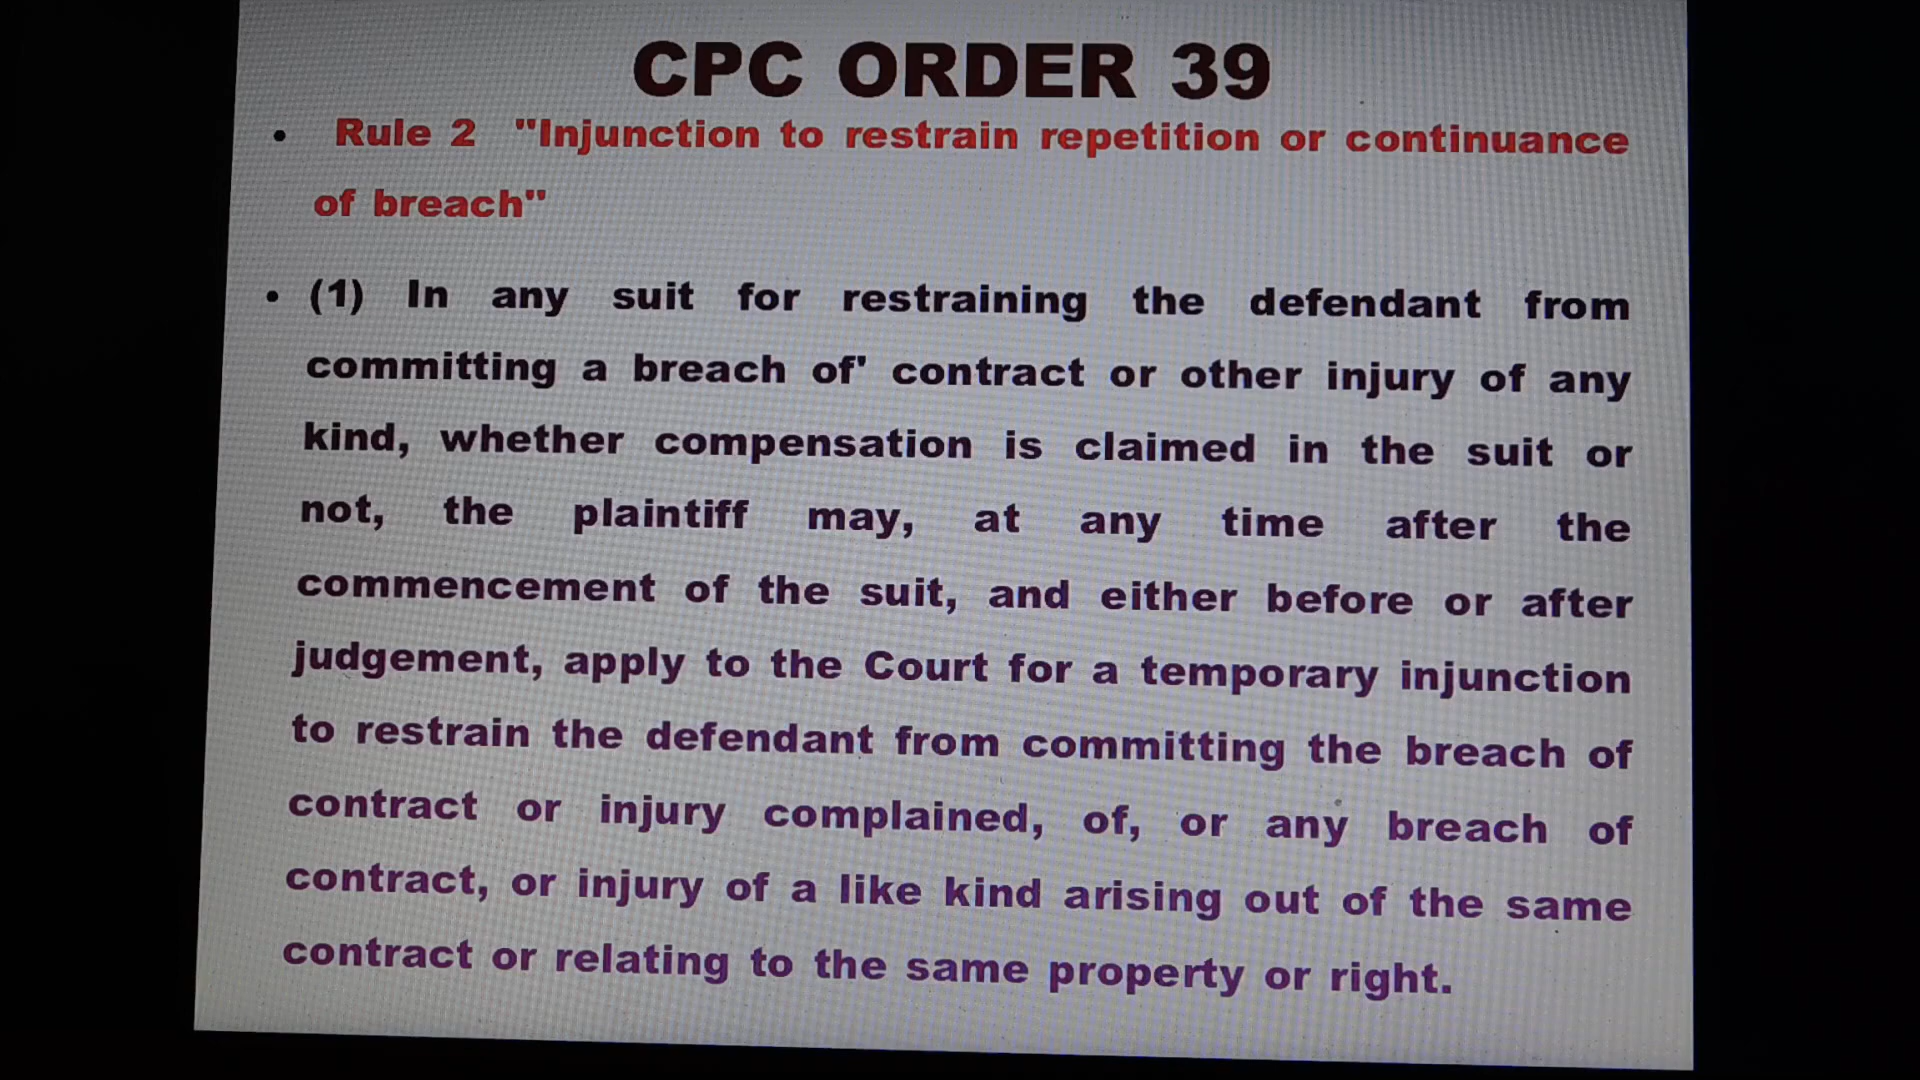 CPC ORDER 39
• Rule 2 "Injunction to restrain repetition or continuance
of breach"
• (1) In any suit for restraining the defendant from
committing a breach of' contract or other injury of any
kind, whether compensation is claimed in the suit or
not, the plaintiff may, at any time after the
commencement of the suit, and either before or after
judgement, apply to the Court for a temporary injunction
to restrain the defendant from committing the breach of
contract or injury complained, of, or any breach of
contract, or injury of a like kind arising out of the same
contract or relating to the same property or right.